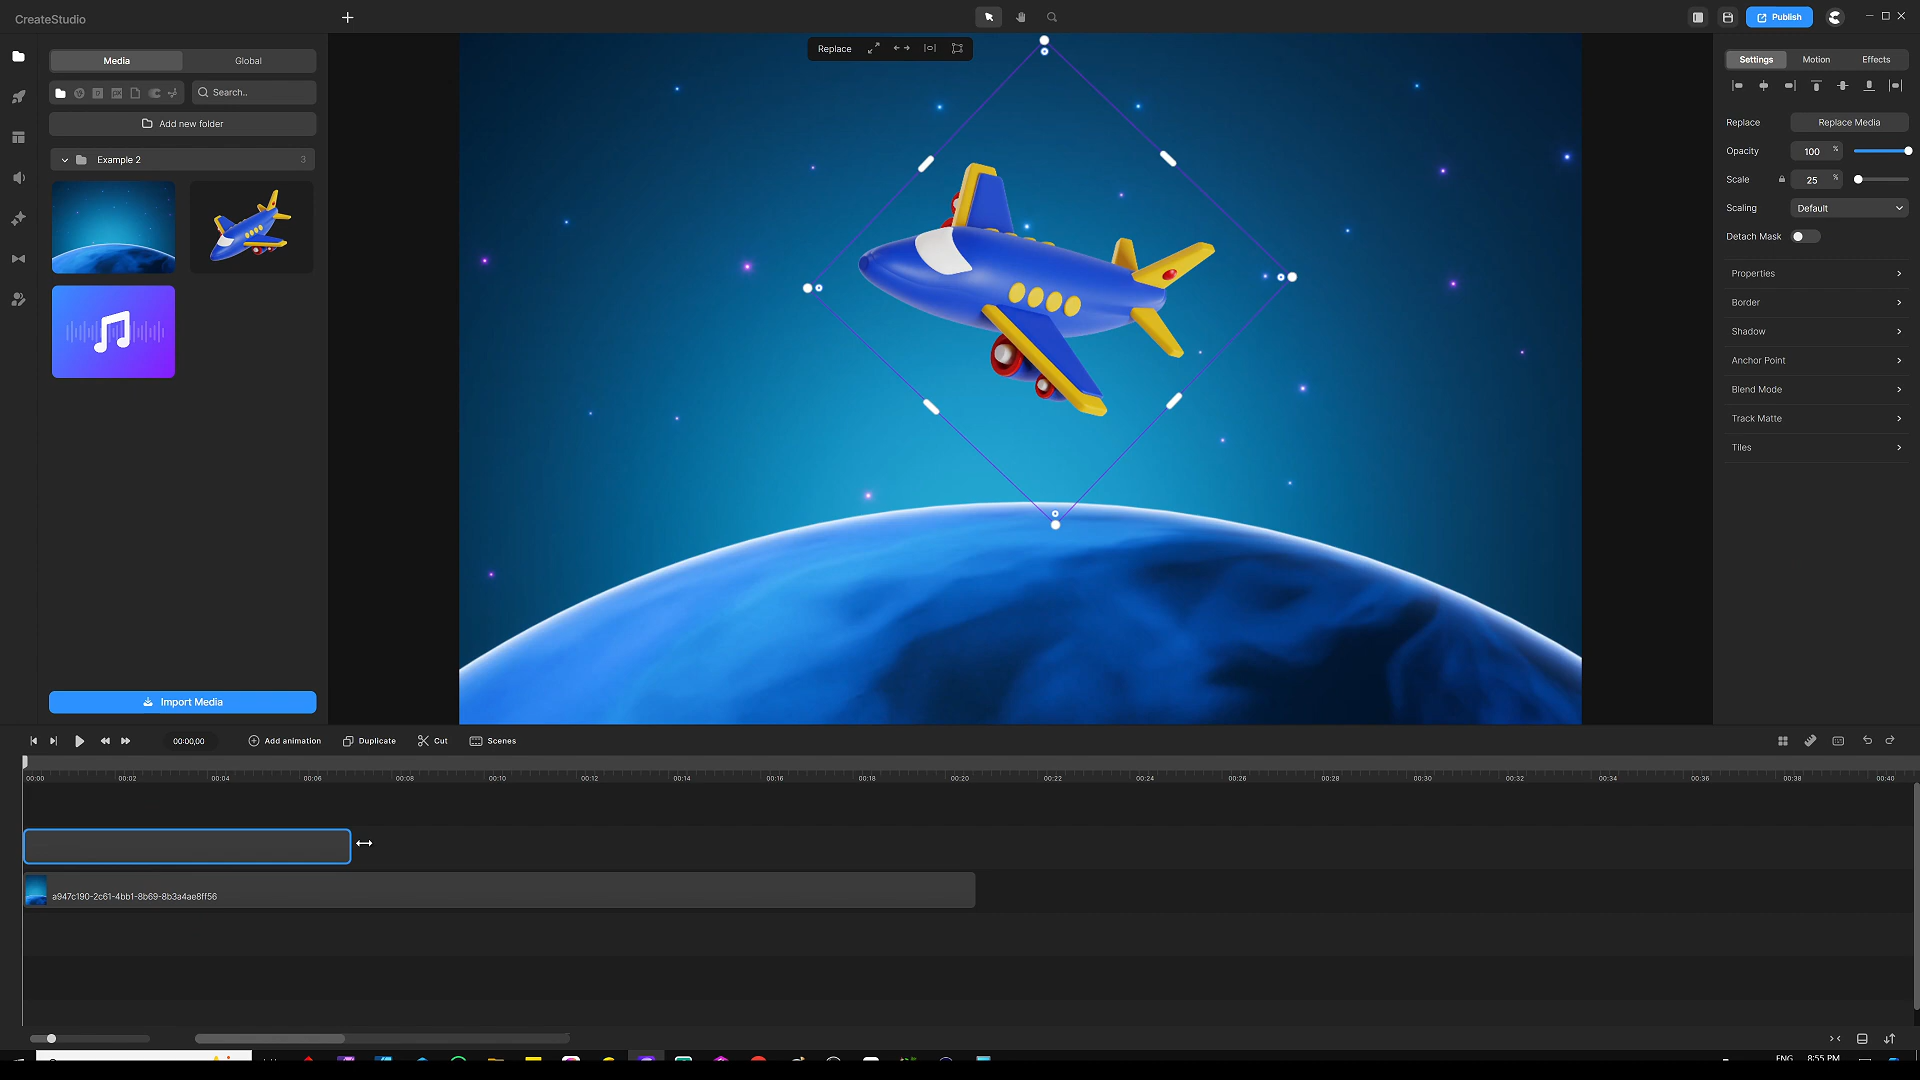 CreateStudio
Publish
Media
Global
Search..
Add new folder
Example 2
3
Import Media
Replace
Settings
Motion
Effects
Replace
Replace Media
Opacity
100
%
Scale
25
%
Scaling
Default
Detach Mask
Properties
Border
Shadow
Anchor Point
Blend Mode
Track Matte
Tiles
00:00,00
Add animation
Duplicate
Cut
Scenes
00:00 00:02 00:04 00:06 00:08 00:10 00:12 00:14 00:16 00:18 00:20 00:22 00:24 00:26 00:28 00:30 00:32 00:34 00:36 00:38 00:40
a947c190-2c61-4bb1-8b69-8b3a4ae8ff56
ENG
8:55 PM